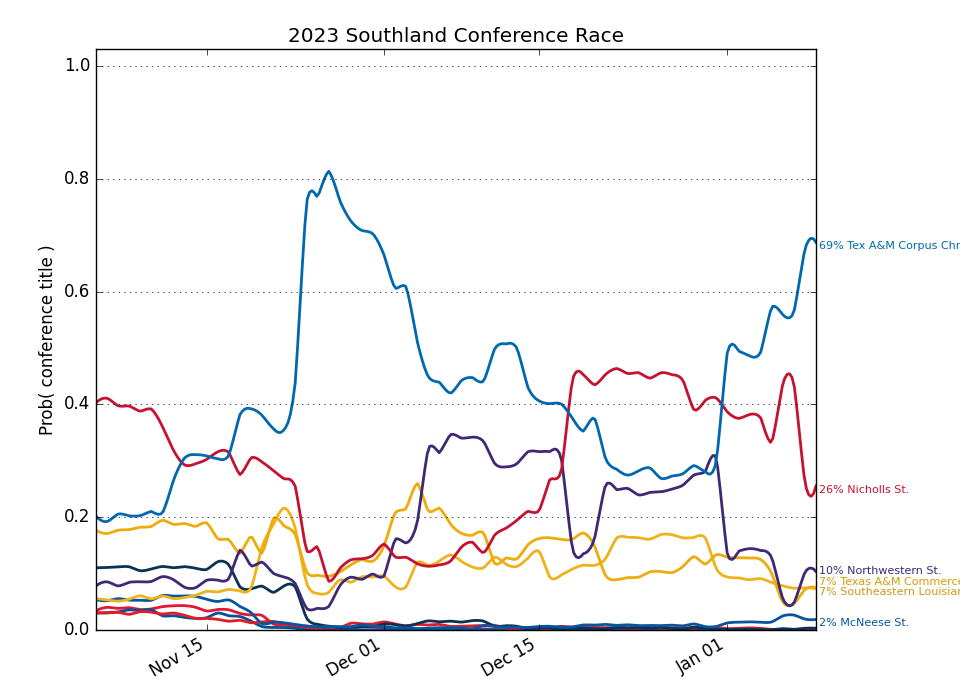 2023 Southland Conference Race
Prob( conference title )
1.0
0.8
0.6
0.4
0.2
0.0
Nov 15
Dec 01
Dec 15
Jan 01
69% Tex A&M Corpus Chr
26% Nicholls St.
10% Northwestern St.
7% Texas A&M Commerce
7% Southeastern Louisian
2% McNeese St.